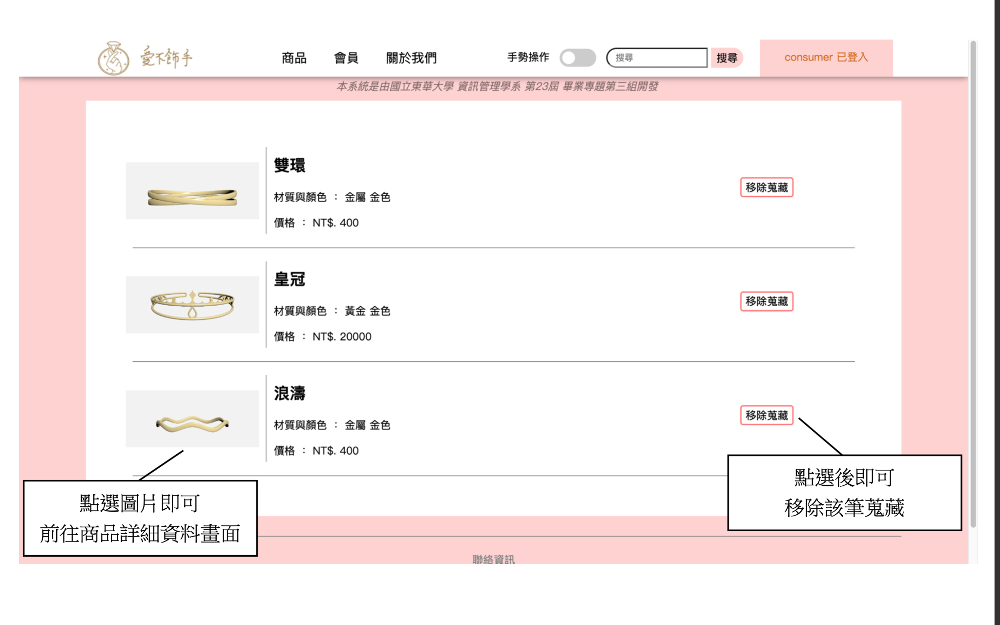 愛不飾手
商品 會員 關於我們 手勢操作 搜尋 搜尋 consumer 已登入
本系統是由國立東華大學 資訊管理學系 第23屆 畢業專題第三組開發
雙環
材質與顏色 ： 金屬 金色
價格 ： NT$. 400
移除蒐藏
皇冠
材質與顏色 ： 黃金 金色
價格 ： NT$. 20000
移除蒐藏
浪濤
材質與顏色 ： 金屬 金色
價格 ： NT$. 400
移除蒐藏
點選圖片即可
前往商品詳細資料畫面
點選後即可
移除該筆蒐藏
聯絡資訊